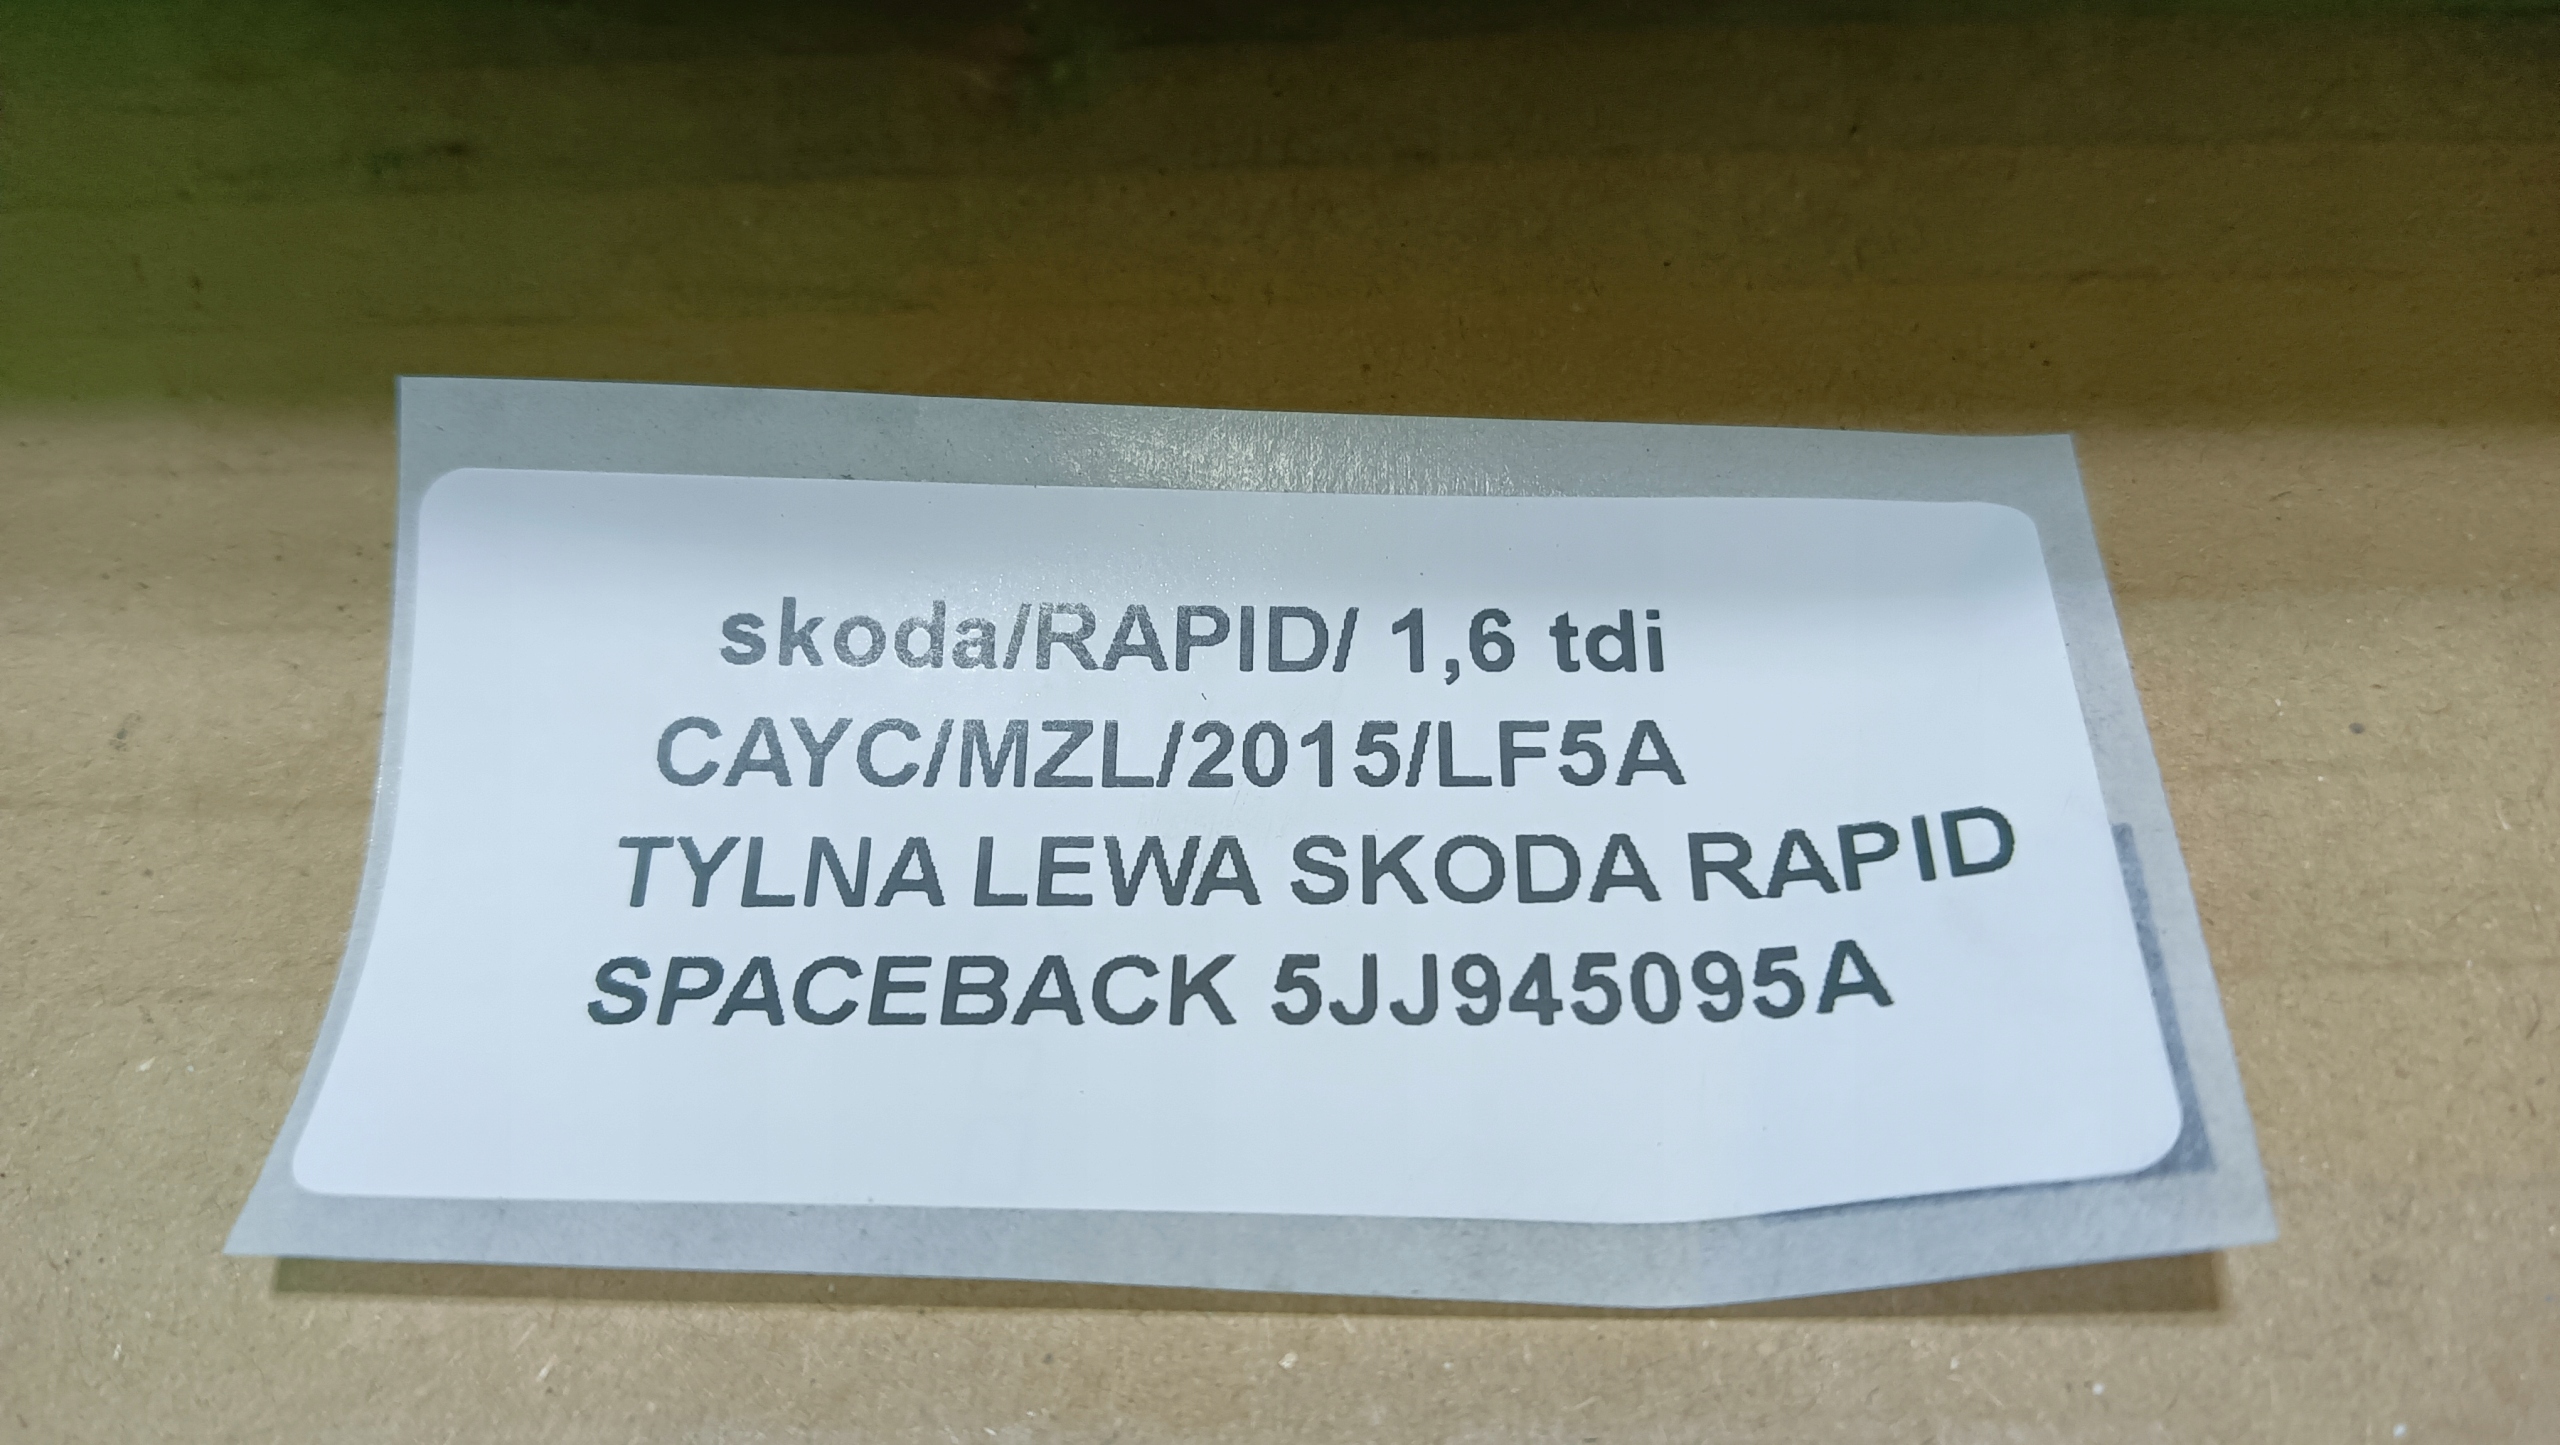 skoda/RAPID/ 1,6 tdi
CAYC/MZL/2015/LF5A
TYLNA LEWA SKODA RAPID
SPACEBACK 5JJ945095A